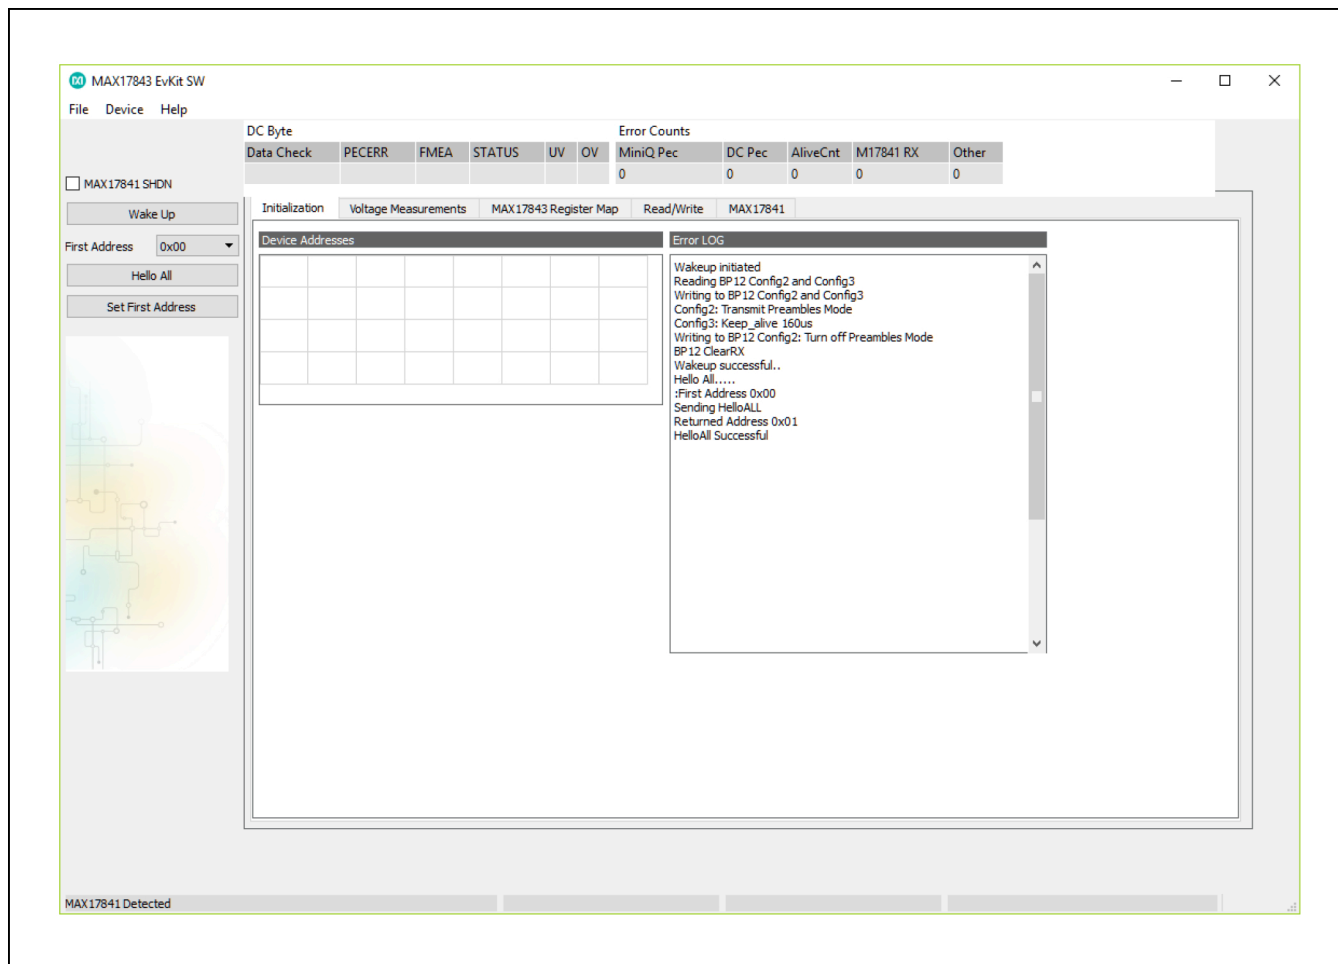 MAX17843 EvKit SW
File Device Help
DC Byte Error Counts
Data Check PECERR FMEA STATUS UV OV MiniQ Pec DC Pec AliveCnt M17841 RX Other
0 0 0 0 0
MAX17841 SHDN
Wake Up
First Address 0x00
Hello All
Set First Address
Initialization Voltage Measurements MAX17843 Register Map Read/Write MAX17841
Device Addresses
Error LOG
Wakeup initiated
Reading BP12 Config2 and Config3
Writing to BP12 Config2 and Config3
Config2: Transmit Preambles Mode
Config3: Keep_alive 160us
Writing to BP12 Config2: Turn off Preambles Mode
BP12 ClearRX
Wakeup successful..
Hello All.....
:First Address 0x00
Sending HelloALL
Returned Address 0x01
HelloAll Successful
MAX17841 Detected